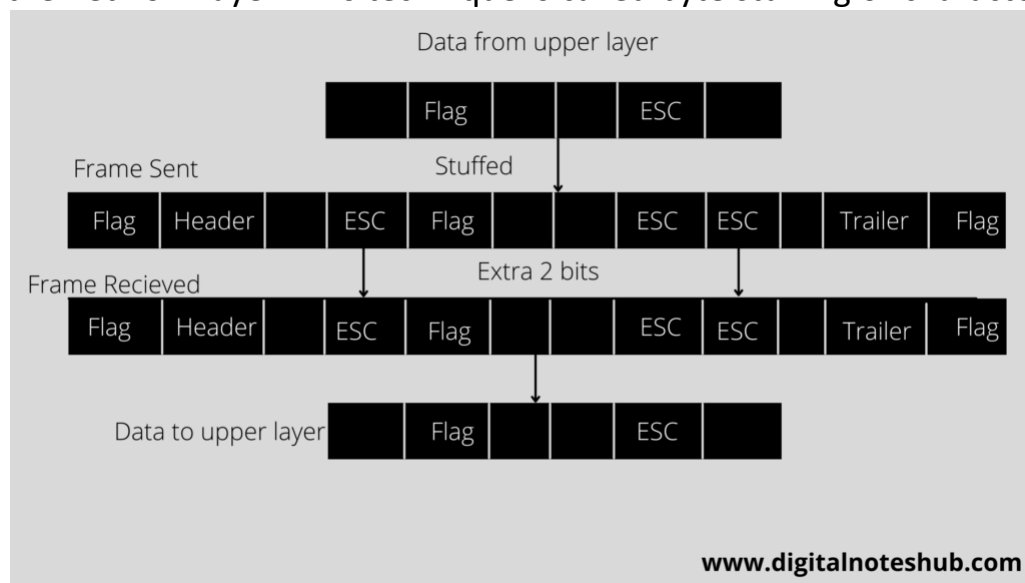 Data from upper layer
Flag ESC
Frame Sent
Stuffed
Flag Header ESC Flag ESC ESC Trailer Flag
Extra 2 bits
Frame Recieved
Flag Header ESC Flag ESC ESC Trailer Flag
Data to upper layer Flag ESC
www.digitalnoteshub.com